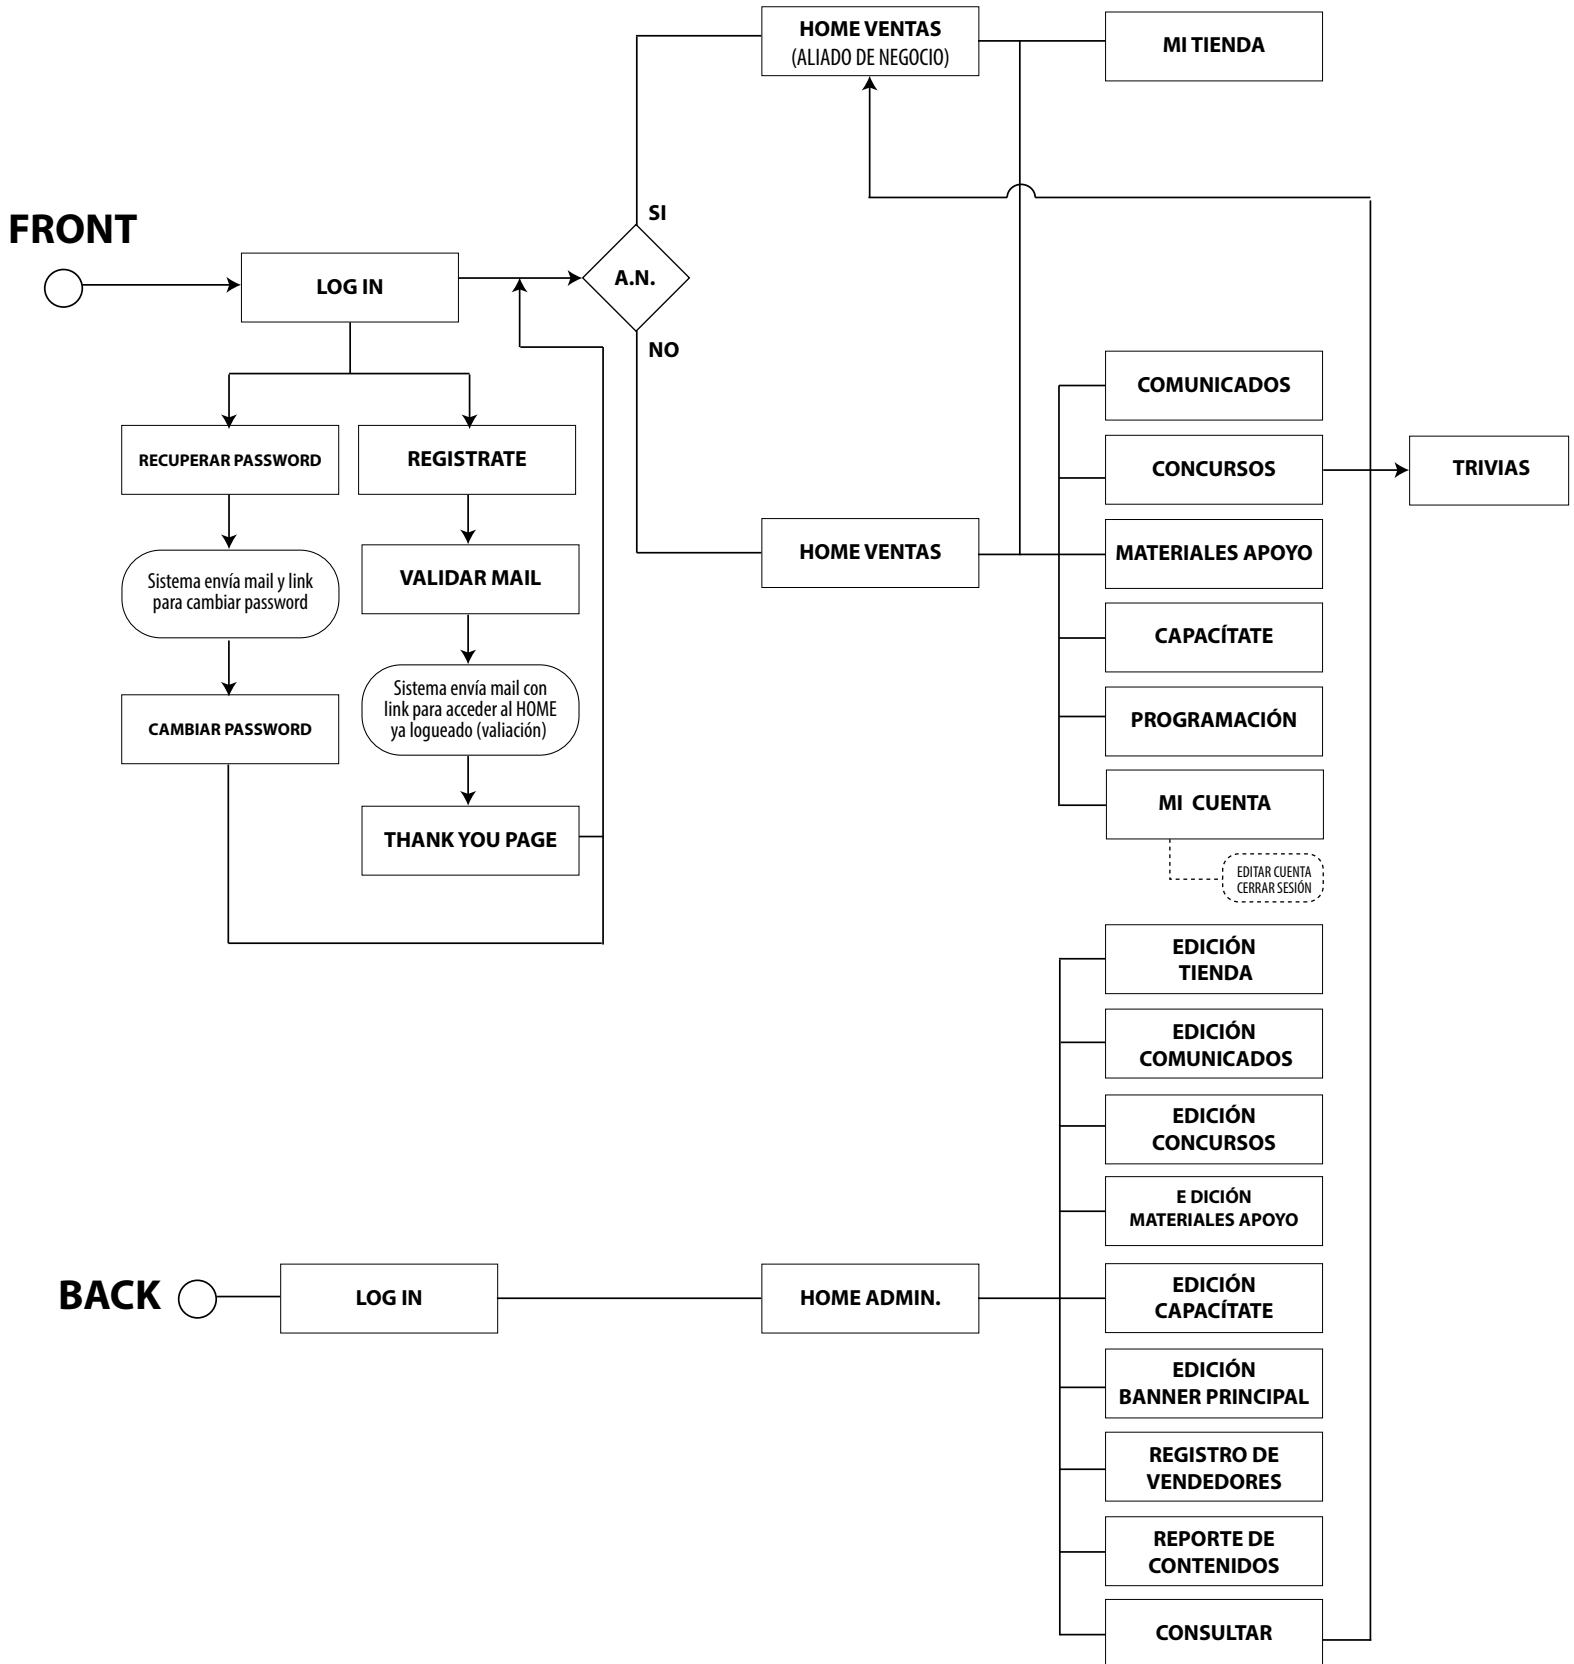 HOME VENTAS
(ALIADO DE NEGOCIO)
MI TIENDA
FRONT
SI
LOG IN
A.N.
NO
COMUNICADOS
RECUPERAR PASSWORD
REGISTRATE
CONCURSOS
TRIVIAS
HOME VENTAS
MATERIALES APOYO
Sistema envía mail y link
para cambiar password
VALIDAR MAIL
CAPACÍTATE
Sistema envía mail con
link para acceder al HOME
ya logueado (valiación)
CAMBIAR PASSWORD
PROGRAMACIÓN
MI CUENTA
THANK YOU PAGE
EDITAR CUENTA
CERRAR SESIÓN
EDICIÓN
TIENDA
EDICIÓN
COMUNICADOS
EDICIÓN
CONCURSOS
E DICIÓN
MATERIALES APOYO
BACK
LOG IN
HOME ADMIN.
EDICIÓN
CAPACÍTATE
EDICIÓN
BANNER PRINCIPAL
REGISTRO DE
VENDEDORES
REPORTE DE
CONTENIDOS
CONSULTAR